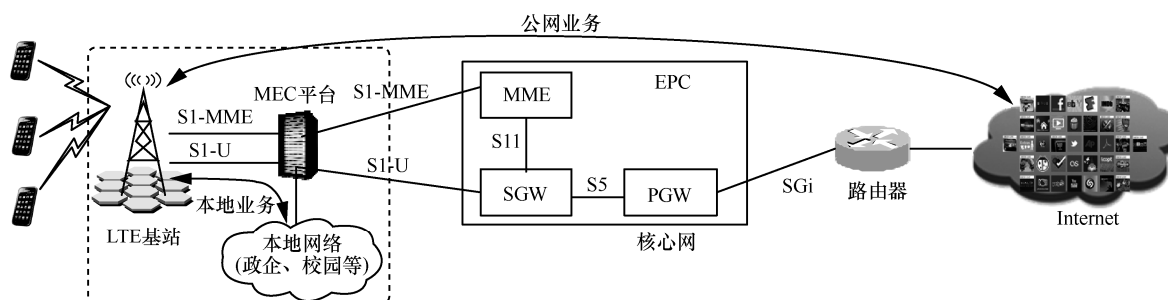 公网业务
EPC
MEC平台
S1-MME
MME
S1-MME
S11
S1-U
S1-U
S5
SGW
PGW
SGi
路由器
本地业务
Internet
LTE基站
本地网络
(政企、校园等)
核心网